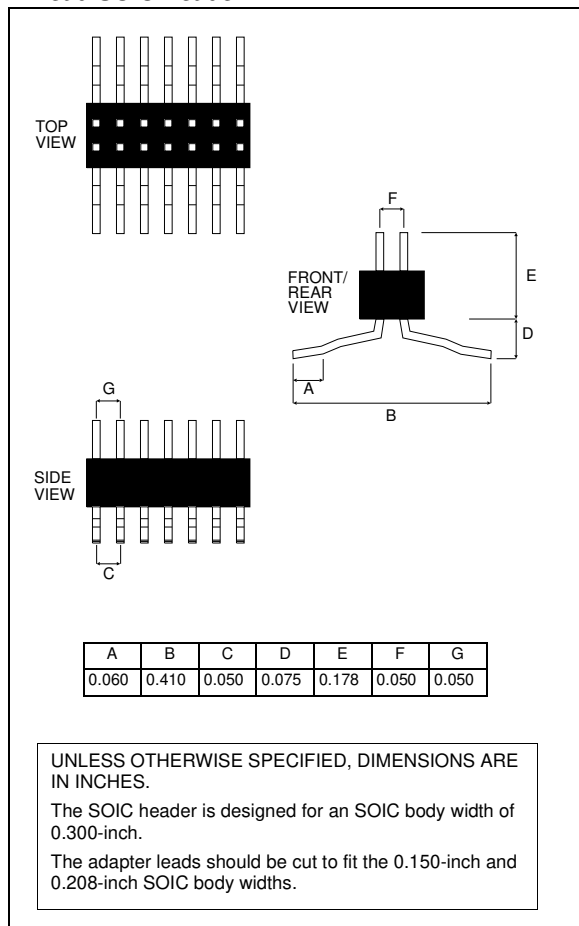 TOP
VIEW
F
FRONT/
REAR
VIEW
E
D
A
B
G
SIDE
VIEW
C
A B C D E F G
0.060 0.410 0.050 0.075 0.178 0.050 0.050
UNLESS OTHERWISE SPECIFIED, DIMENSIONS ARE
IN INCHES.
The SOIC header is designed for an SOIC body width of
0.300-inch.
The adapter leads should be cut to fit the 0.150-inch and
0.208-inch SOIC body widths.